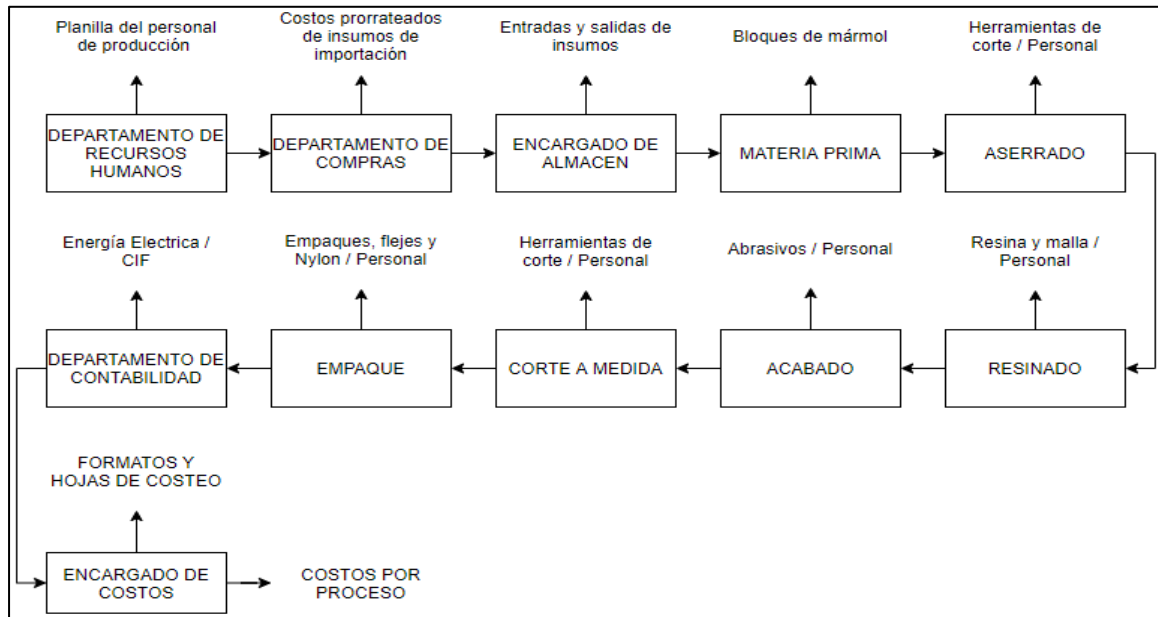 Planilla del personal
de producción
Costos prorrateados
de insumos de
importación
Entradas y salidas de
insumos
Bloques de mármol
Herramientas de
corte / Personal
DEPARTAMENTO DE
RECURSOS
HUMANOS
DEPARTAMENTO DE
COMPRAS
ENCARGADO DE
ALMACEN
MATERIA PRIMA
ASERRADO
Energía Electrica /
CIF
Empaques, flejes y
Nylon / Personal
Herramientas de
corte / Personal
Abrasivos / Personal
Resina y malla /
Personal
DEPARTAMENTO DE
CONTABILIDAD
EMPAQUE
CORTE A MEDIDA
ACABADO
RESINADO
FORMATOS Y
HOJAS DE COSTEO
ENCARGADO DE
COSTOS
COSTOS POR
PROCESO